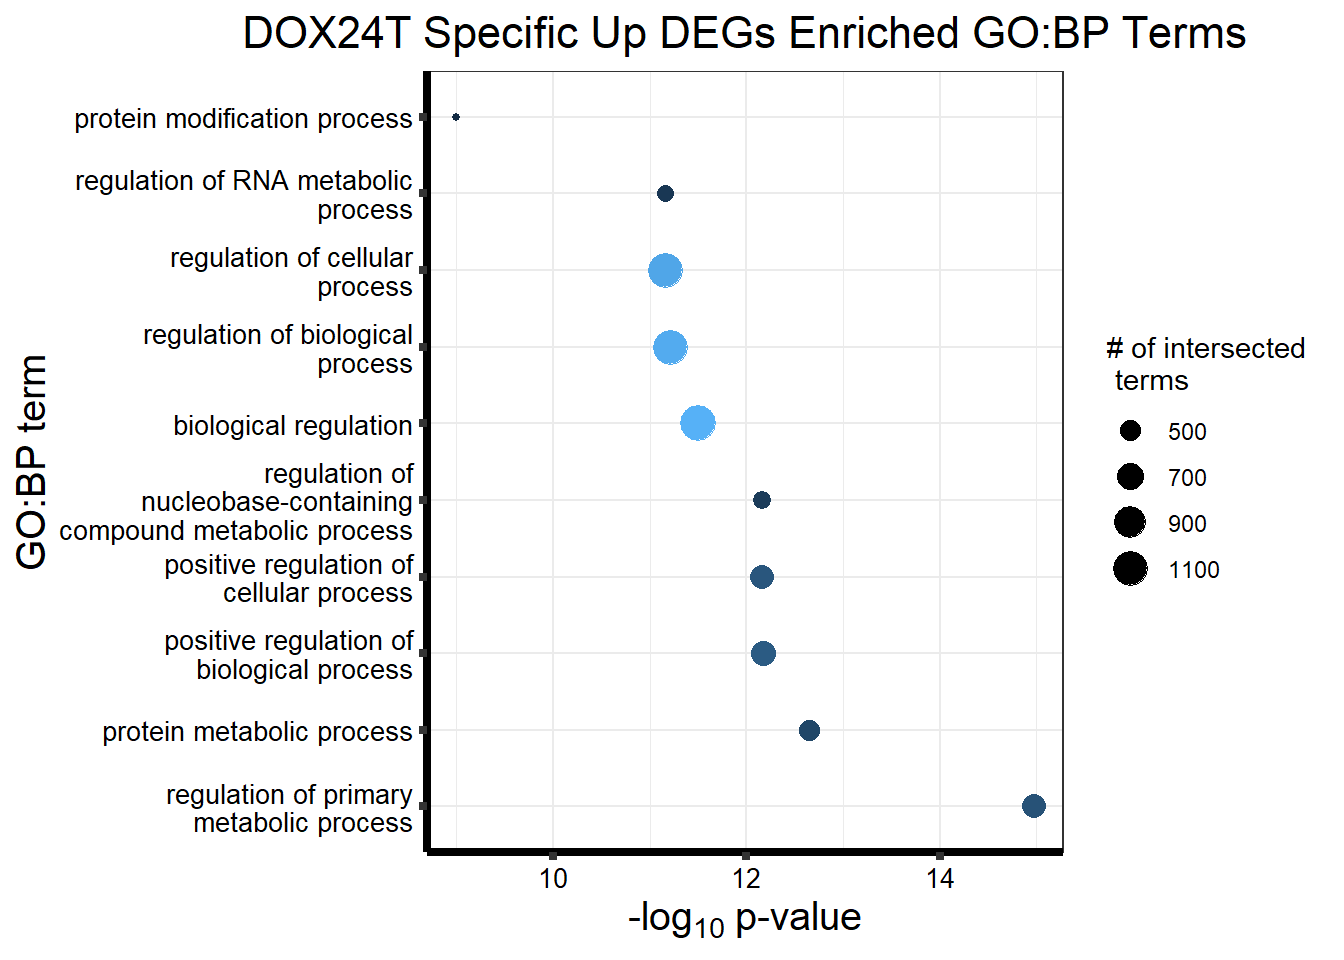 DOX24T Specific Up DEGs Enriched GO:BP Terms
GO:BP term
protein modification process
regulation of RNA metabolic
process
regulation of cellular
process
regulation of biological
process
biological regulation
regulation of
nucleobase-containing
compound metabolic process
positive regulation of
cellular process
positive regulation of
biological process
protein metabolic process
regulation of primary
metabolic process
10 12 14
-log10 p-value
# of intersected
terms
500
700
900
1100